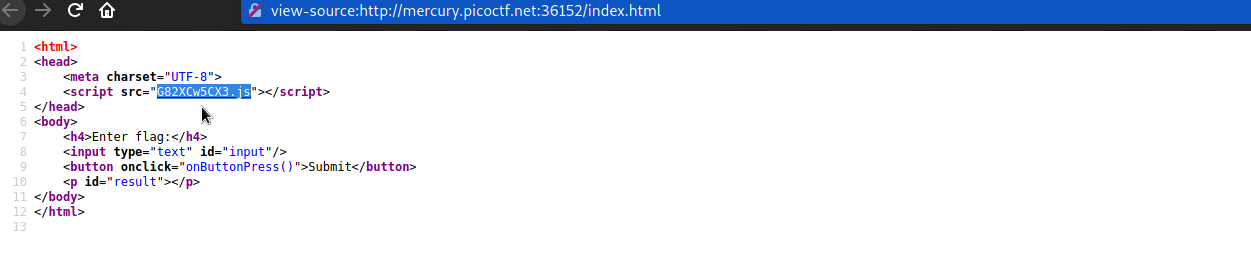 view-source:http://mercury.picoctf.net:36152/index.html
1 <html>
2 <head>
3     <meta charset="UTF-8">
4     <script src="G82XCw5CX3.js"></script>
5 </head>
6 <body>
7     <h4>Enter flag:</h4>
8     <input type="text" id="input"/>
9     <button onclick="onButtonPress()">Submit</button>
10     <p id="result"></p>
11 </body>
12 </html>
13